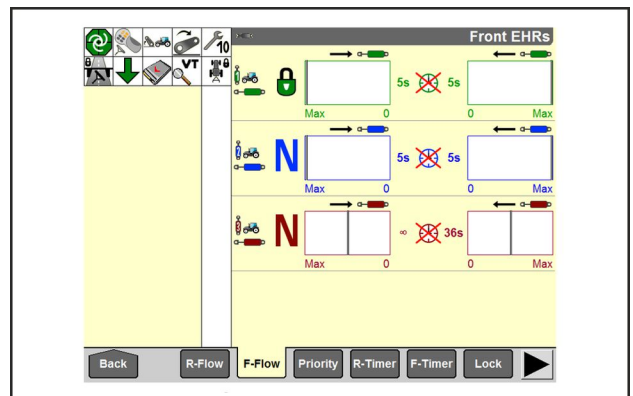 Front EHRs
10
VT
5s 5s
Max 0 0 Max
N
5s 5s
Max 0 0 Max
N
∞ 36s
Max 0 0 Max
Back R-Flow F-Flow Priority R-Timer F-Timer Lock